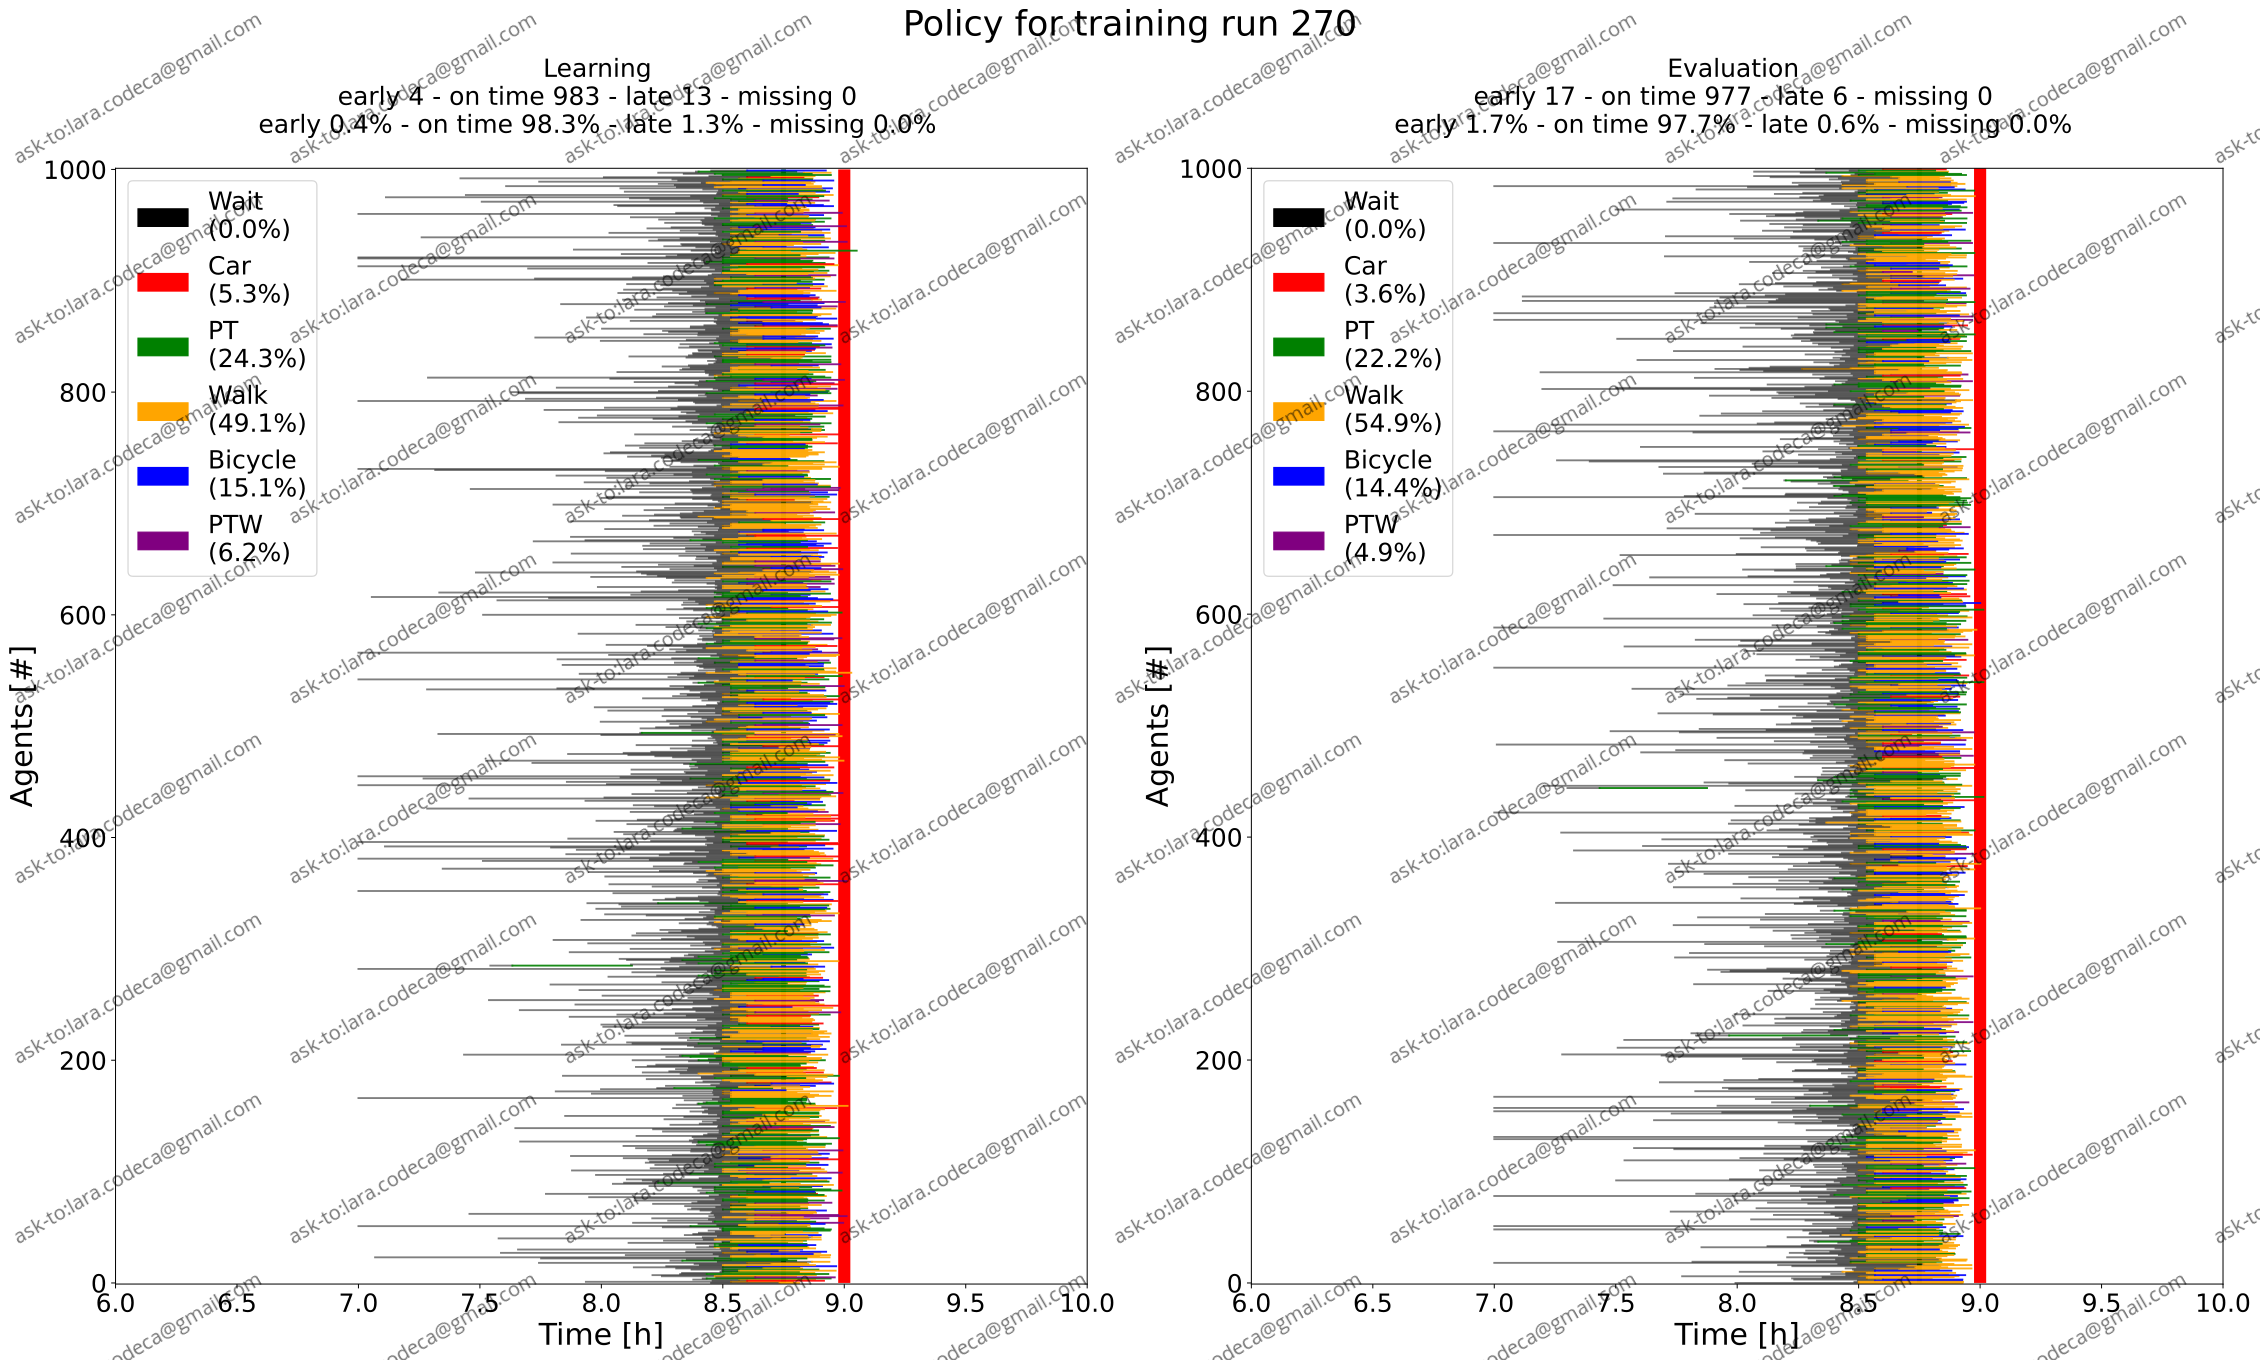 Policy for training run 270
Learning
early 4 - on time 983 - late 13 - missing 0
early 0.4% - on time 98.3% - late 1.3% - missing 0.0%
1000
800
600
400
200
0
Agents [#]
Wait
(0.0%)
Car
(5.3%)
PT
(24.3%)
Walk
(49.1%)
Bicycle
(15.1%)
PTW
(6.2%)
6.0 6.5 7.0 7.5 8.0 8.5 9.0 9.5 10.0
Time [h]
Evaluation
early 17 - on time 977 - late 6 - missing 0
early 1.7% - on time 97.7% - late 0.6% - missing 0.0%
1000
800
600
400
200
0
Agents [#]
Wait
(0.0%)
Car
(3.6%)
PT
(22.2%)
Walk
(54.9%)
Bicycle
(14.4%)
PTW
(4.9%)
6.0 6.5 7.0 7.5 8.0 8.5 9.0 9.5 10.0
Time [h]
ask-to:lara.codeca@gmail.com